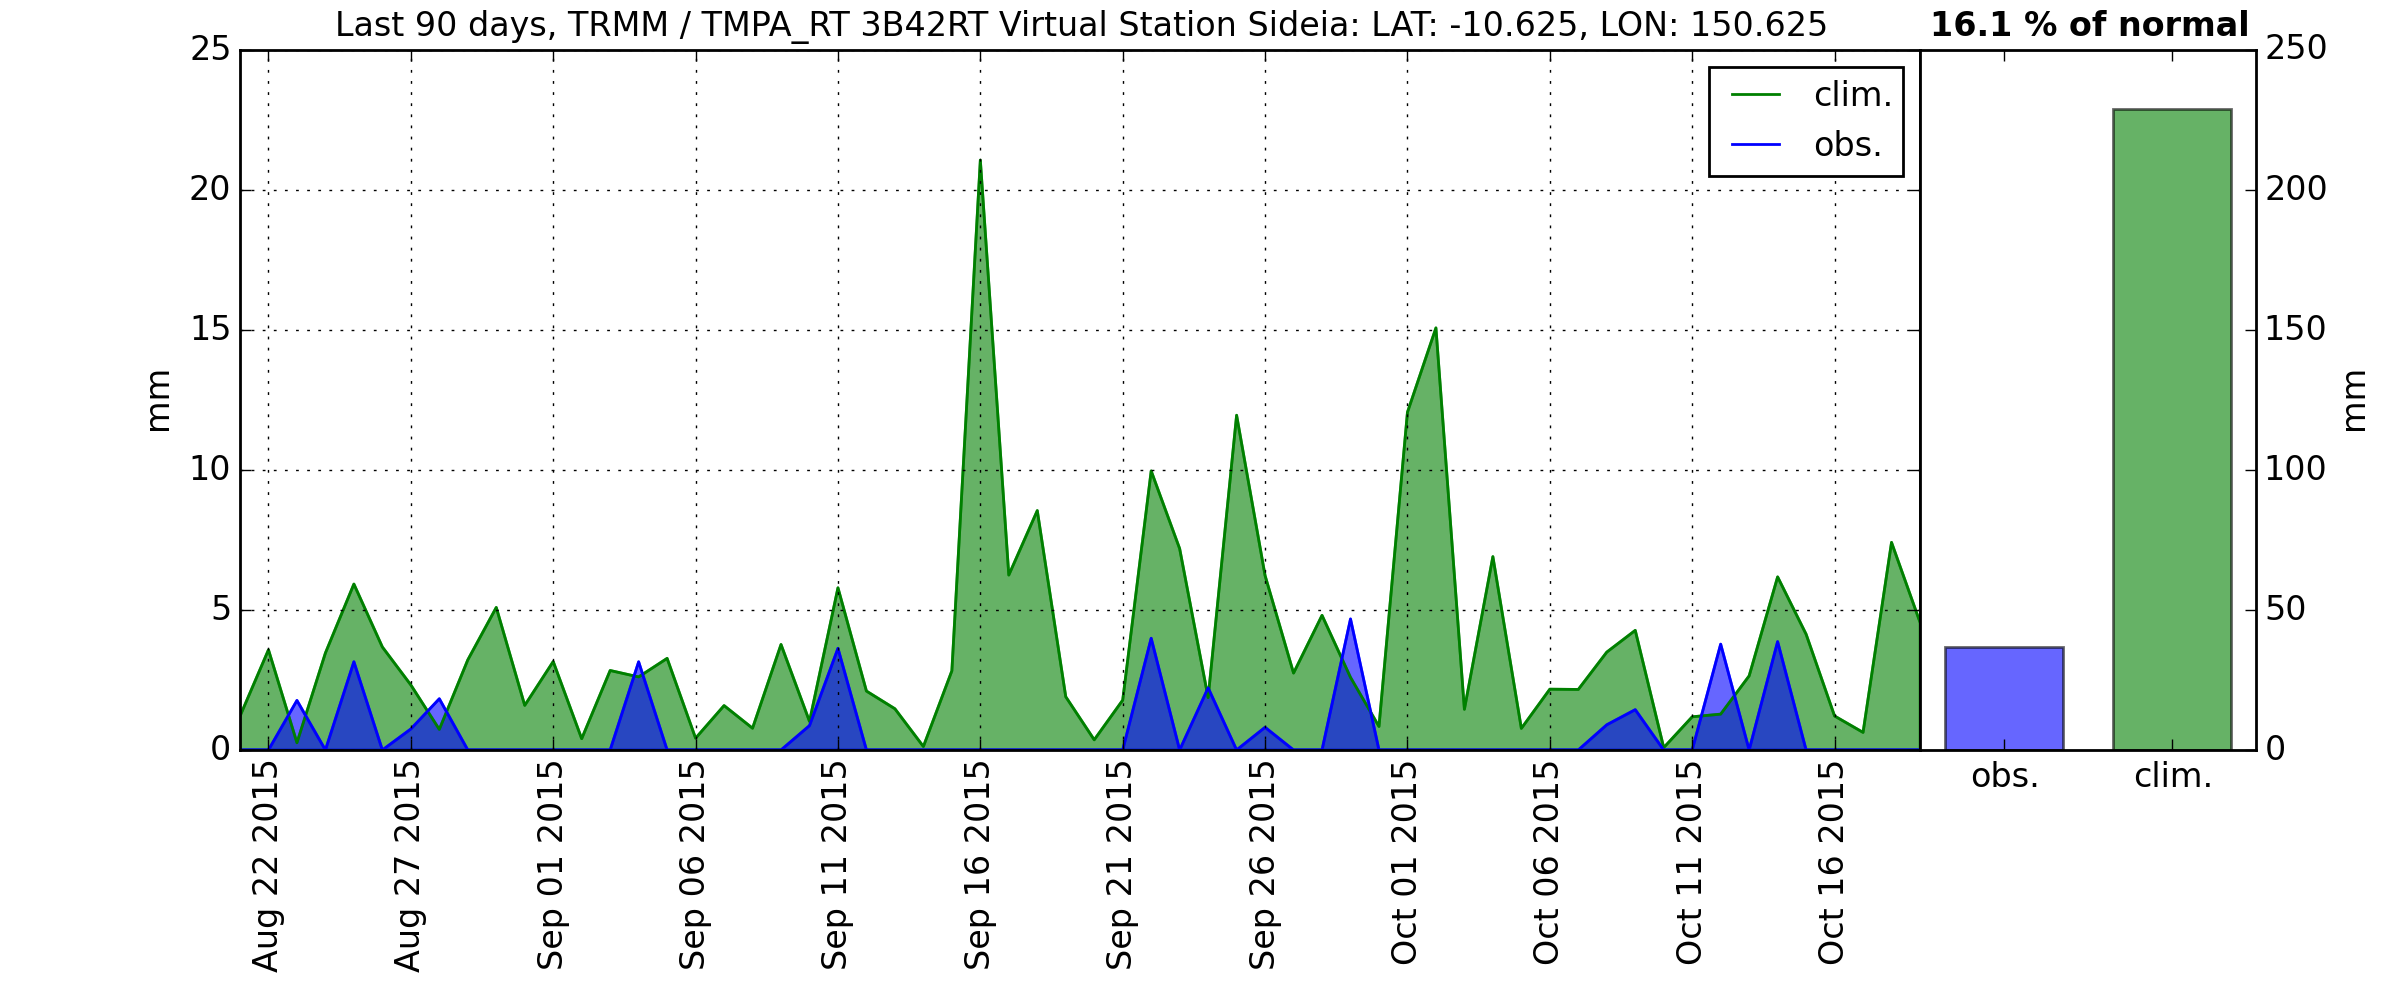 Last 90 days, TRMM / TMPA_RT 3B42RT Virtual Station Sideia: LAT: -10.625, LON: 150.625
16.1 % of normal
25
20
15
10
5
0
mm
clim.
obs.
250
200
150
100
50
0
mm
obs.
clim.
Aug 22 2015
Aug 27 2015
Sep 01 2015
Sep 06 2015
Sep 11 2015
Sep 16 2015
Sep 21 2015
Sep 26 2015
Oct 01 2015
Oct 06 2015
Oct 11 2015
Oct 16 2015